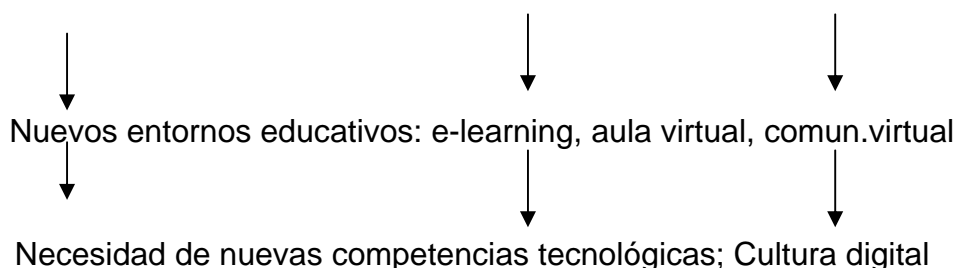 Nuevos entornos educativos: e-learning, aula virtual, comun.virtual
Necesidad de nuevas competencias tecnológicas; Cultura digital